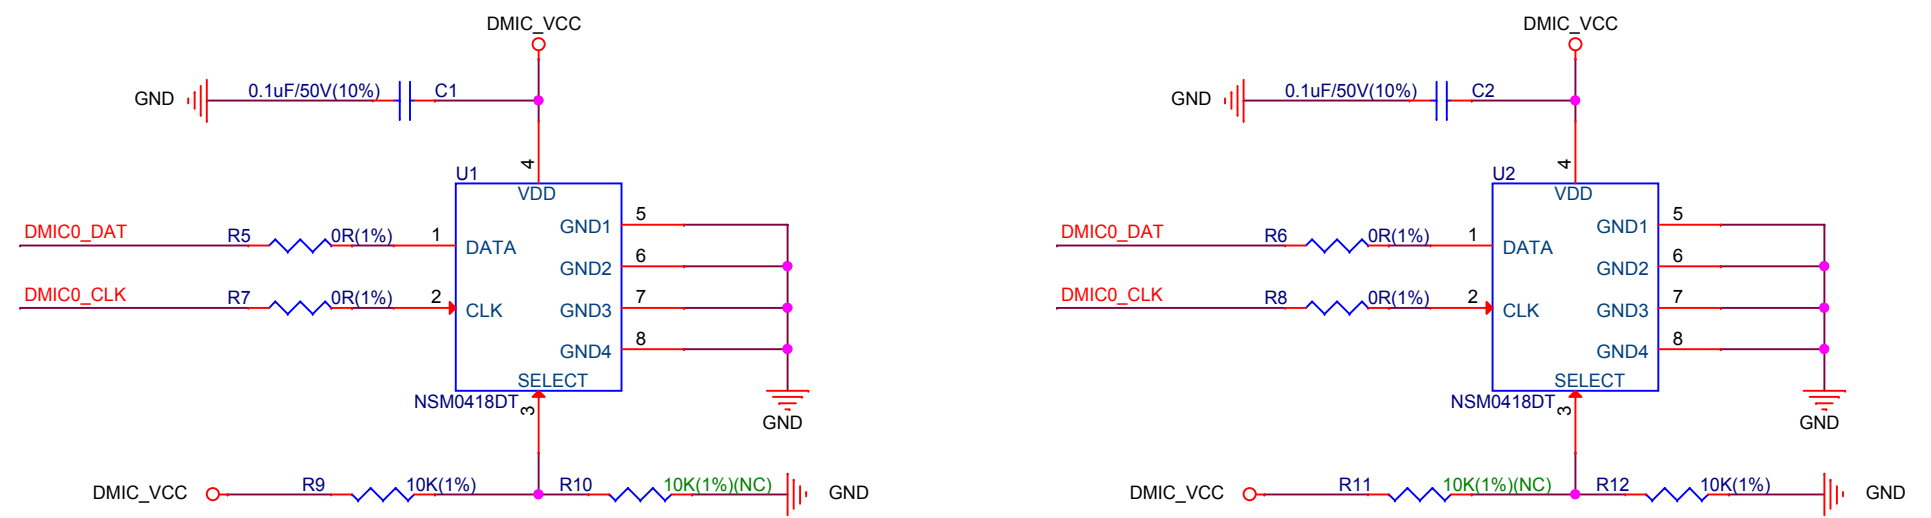 DMIC_VCC
GND
0.1uF/50V(10%)
C1
4
U1
VDD
DMIC0_DAT
R5
0R(1%)
1
DATA
GND1
5
GND2
6
DMIC0_CLK
R7
0R(1%)
2
CLK
GND3
7
GND4
8
SELECT
NSM0418DT
3
GND
DMIC_VCC
R9
10K(1%)
R10
10K(1%)(NC)
GND
DMIC_VCC
GND
0.1uF/50V(10%)
C2
4
U2
VDD
DMIC0_DAT
R6
0R(1%)
1
DATA
GND1
5
GND2
6
DMIC0_CLK
R8
0R(1%)
2
CLK
GND3
7
GND4
8
SELECT
NSM0418DT
3
GND
DMIC_VCC
R11
10K(1%)(NC)
R12
10K(1%)
GND